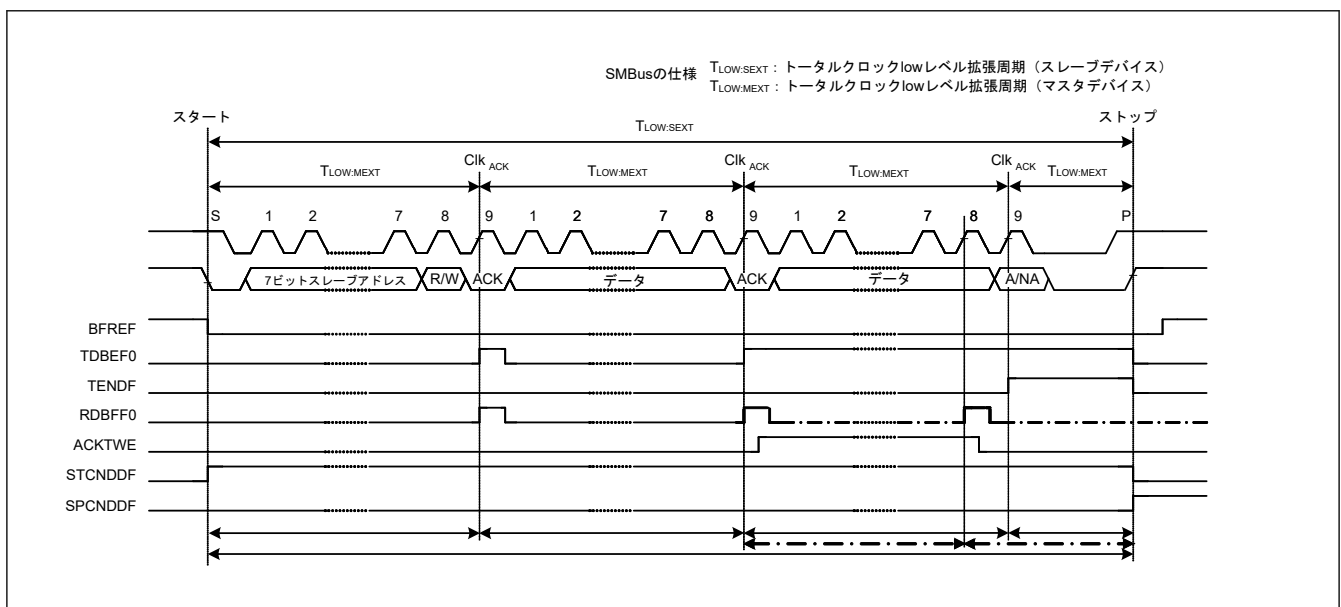 SMBusの仕様 TLOW:SEXT：トータルクロックlowレベル拡張周期（スレーブデバイス）
TLOW:MEXT：トータルクロックlowレベル拡張周期（マスタデバイス）
スタート ストップ
TLOW:SEXT
TLOW:MEXT Clk ACK TLOW:MEXT Clk ACK TLOW:MEXT Clk ACK TLOW:MEXT
S 1 2 7 8 9 1 2 7 8 9 1 2 7 8 9 P
7ビットスレーブアドレス R/W ACK データ ACK データ A/NA
BFREF
TDBEF0
TENDF
RDBFF0
ACKTWE
STCNDDF
SPCNDDF